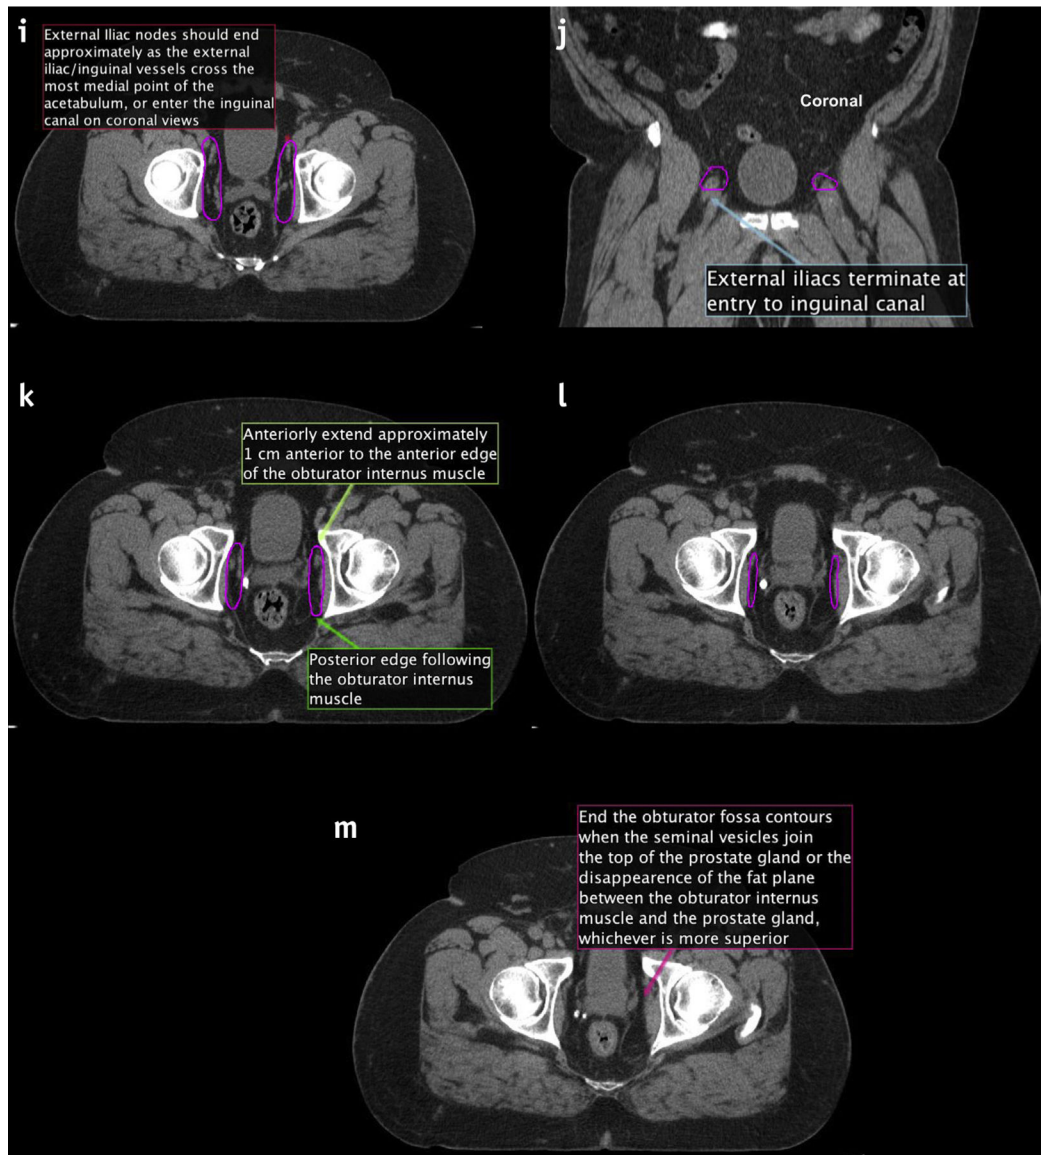 i
External Iliac nodes should end
approximately as the external
iliac/inguinal vessels cross the
most medial point of the
acetabulum, or enter the inguinal
canal on coronal views
j
Coronal
External iliacs terminate at
entry to inguinal canal
k
Anteriorly extend approximately
1 cm anterior to the anterior edge
of the obturator internus muscle
Posterior edge following
the obturator internus
muscle
l
m
End the obturator fossa contours
when the seminal vesicles join
the top of the prostate gland or the
disappearence of the fat plane
between the obturator internus
muscle and the prostate gland,
whichever is more superior